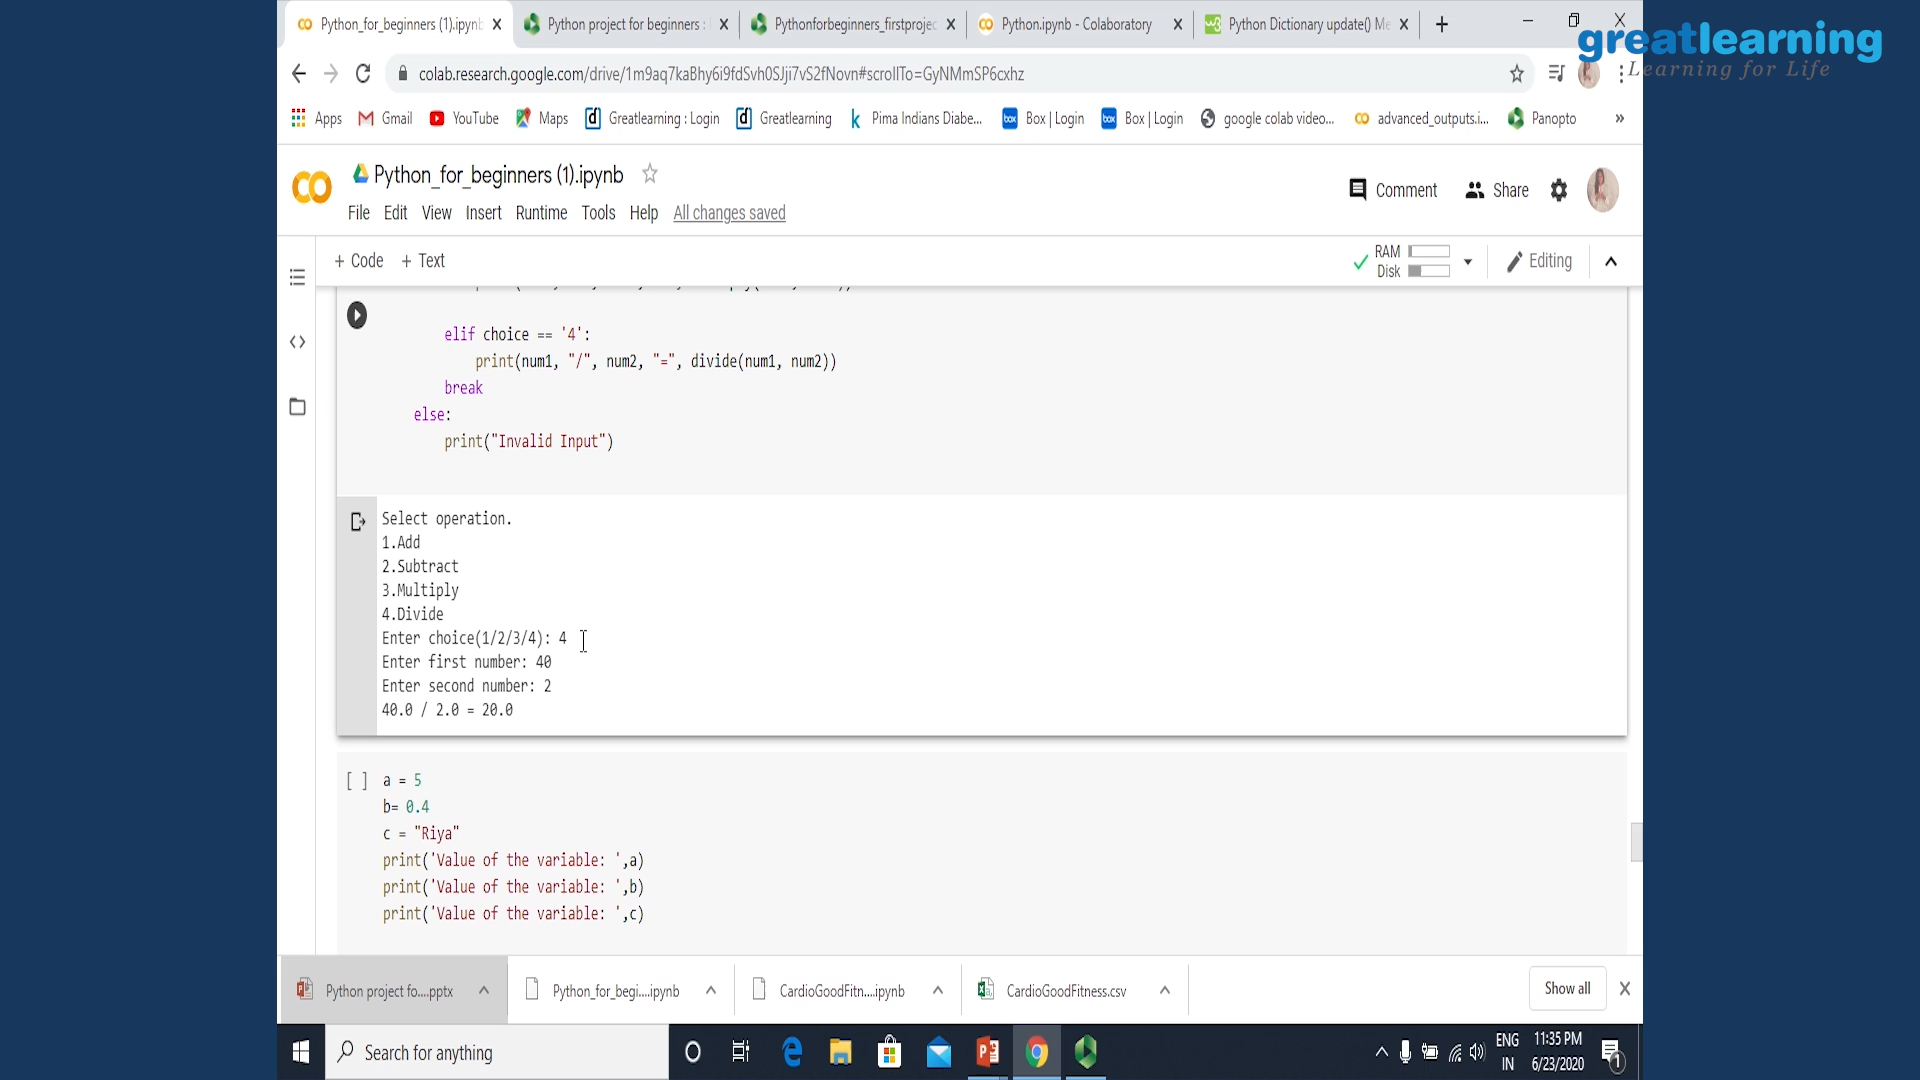 Python_for_beginners (1).ipynb
Python project for beginners :
Pythonforbeginners_firstprojec
Python.ipynb - Colaboratory
Python Dictionary update() Me
greatlearning
Learning for Life
colab.research.google.com/drive/1m9aq7kaBhy6i9fdSvh0SJji7vS2fNovn#scrollTo=GyNMmSP6cxhz
Apps Gmail YouTube Maps Greatlearning : Login Greatlearning Pima Indians Diabe... Box | Login Box | Login google colab video... advanced_outputs.i... Panopto »
Python_for_beginners (1).ipynb
Comment Share
File Edit View Insert Runtime Tools Help All changes saved
+ Code + Text
RAM
Disk
Editing
elif choice == '4':
print(num1, "/", num2, "=", divide(num1, num2))
break
else:
print("Invalid Input")
Select operation.
1.Add
2.Subtract
3.Multiply
4.Divide
Enter choice(1/2/3/4): 4
Enter first number: 40
Enter second number: 2
40.0 / 2.0 = 20.0
[ ] a = 5
b= 0.4
c = "Riya"
print('Value of the variable: ',a)
print('Value of the variable: ',b)
print('Value of the variable: ',c)
Python project fo....pptx
Python_for_begi....ipynb
CardioGoodFitn....ipynb
CardioGoodFitness.csv
Show all
Search for anything
ENG
IN
11:35 PM
6/23/2020
1